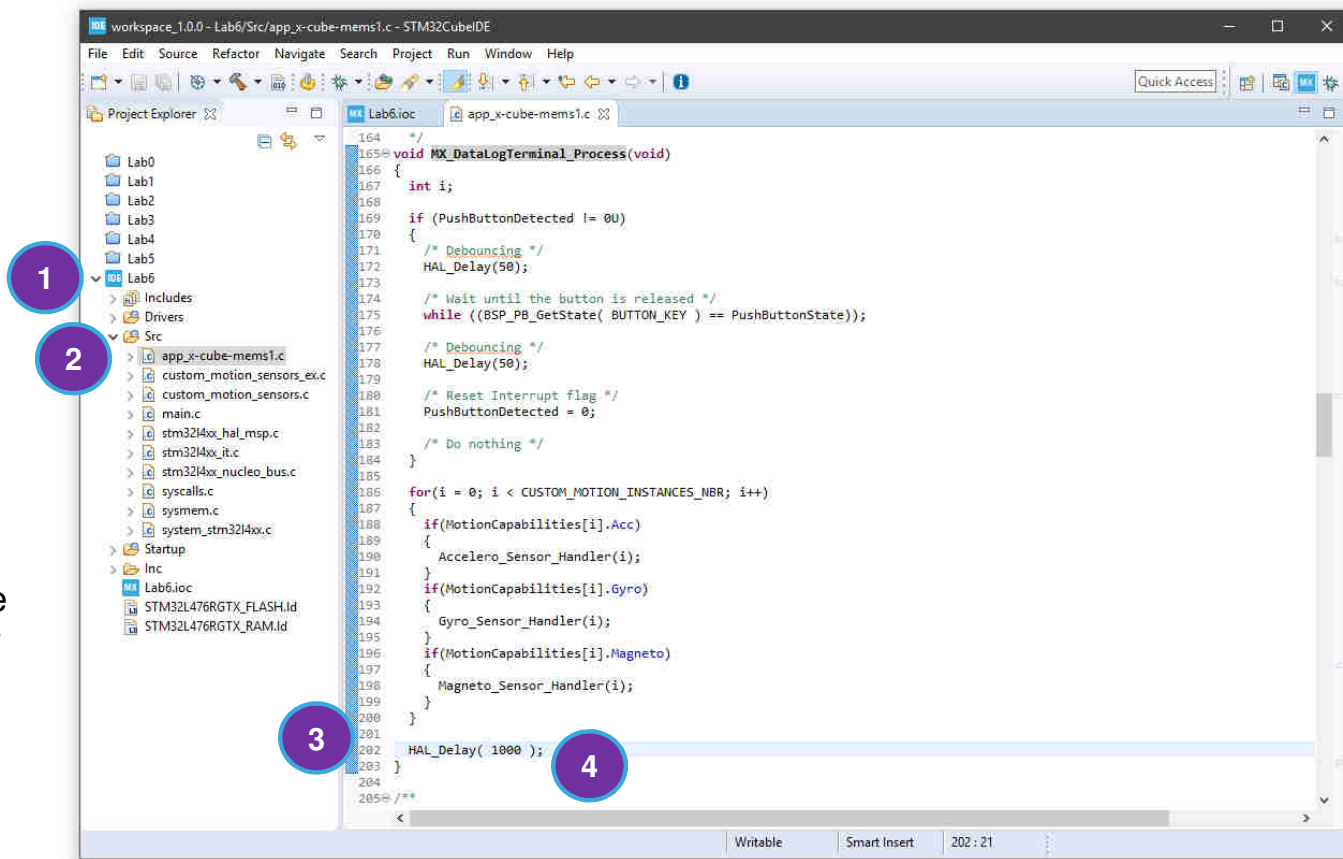 IDE workspace_1.0.0 - Lab6/Src/app_x-cube-mems1.c - STM32CubeIDE
File Edit Source Refactor Navigate Search Project Run Window Help
Quick Access
Project Explorer
Lab0
Lab1
Lab2
Lab3
Lab4
Lab5
1
IDE Lab6
Includes
Drivers
Src
2
app_x-cube-mems1.c
custom_motion_sensors_ex.c
custom_motion_sensors.c
main.c
stm32l4xx_hal_msp.c
stm32l4xx_it.c
stm32l4xx_nucleo_bus.c
syscalls.c
sysmem.c
system_stm32l4xx.c
Startup
Inc
MX Lab6.ioc
STM32L476RGTX_FLASH.ld
STM32L476RGTX_RAM.ld
e
MX Lab6.ioc app_x-cube-mems1.c
164 */
165 void MX_DataLogTerminal_Process(void)
166 {
167 int i;
168
169 if (PushButtonDetected != 0U)
170 {
171 /* Debouncing */
172 HAL_Delay(50);
173
174 /* Wait until the button is released */
175 while ((BSP_PB_GetState( BUTTON_KEY ) == PushButtonState));
176
177 /* Debouncing */
178 HAL_Delay(50);
179
180 /* Reset Interrupt flag */
181 PushButtonDetected = 0;
182
183 /* Do nothing */
184 }
185
186 for(i = 0; i < CUSTOM_MOTION_INSTANCES_NBR; i++)
187 {
188 if(MotionCapabilities[i].Acc)
189 {
190 Accelero_Sensor_Handler(i);
191 }
192 if(MotionCapabilities[i].Gyro)
193 {
194 Gyro_Sensor_Handler(i);
195 }
196 if(MotionCapabilities[i].Magneto)
197 {
198 Magneto_Sensor_Handler(i);
199 }
200 }
201
3
202 HAL_Delay( 1000 );
4
203 }
204
205 /**
Writable Smart Insert 202 : 21